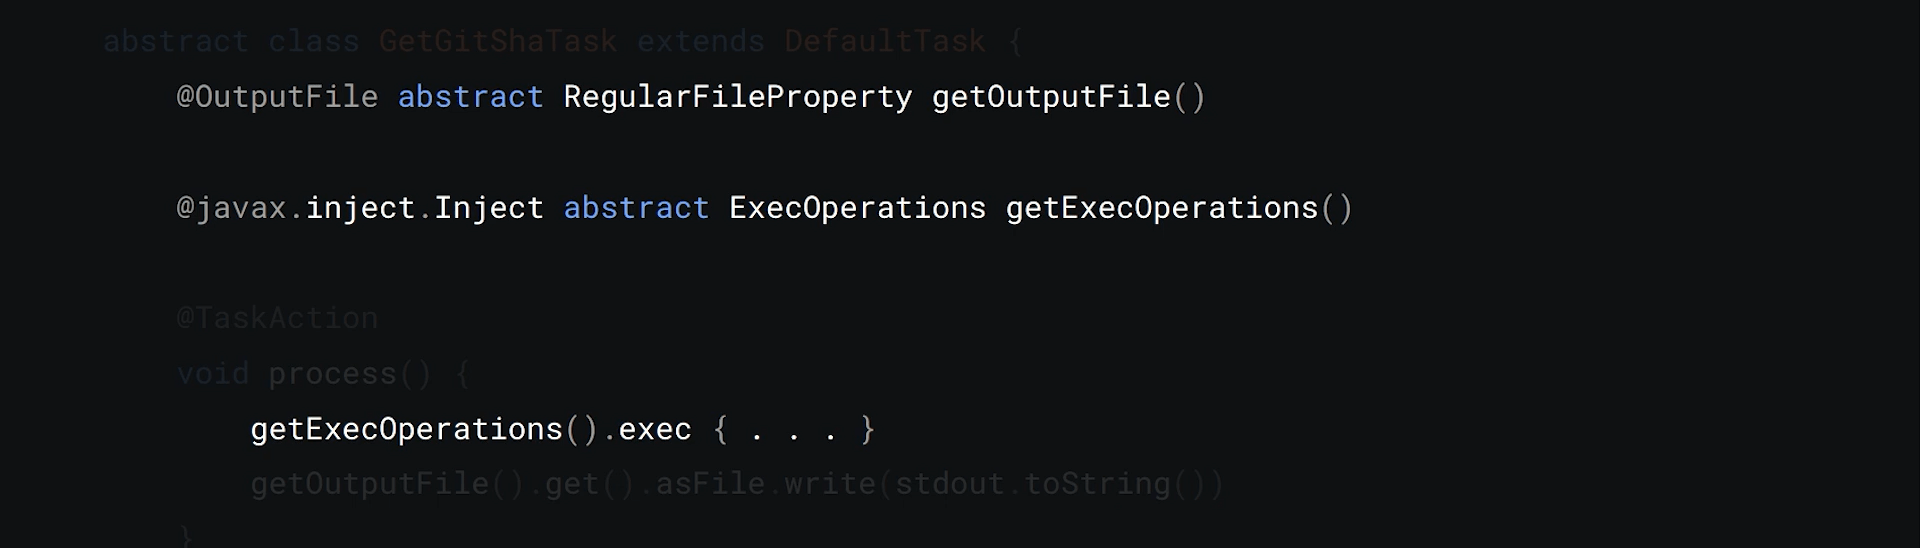 abstract class GetGitShaTask extends DefaultTask {
@OutputFile abstract RegularFileProperty getOutputFile()
@javax.inject.Inject abstract ExecOperations getExecOperations()
@TaskAction
void process() {
getExecOperations().exec { . . . }
getOutputFile().get().asFile.write(stdout.toString())
}